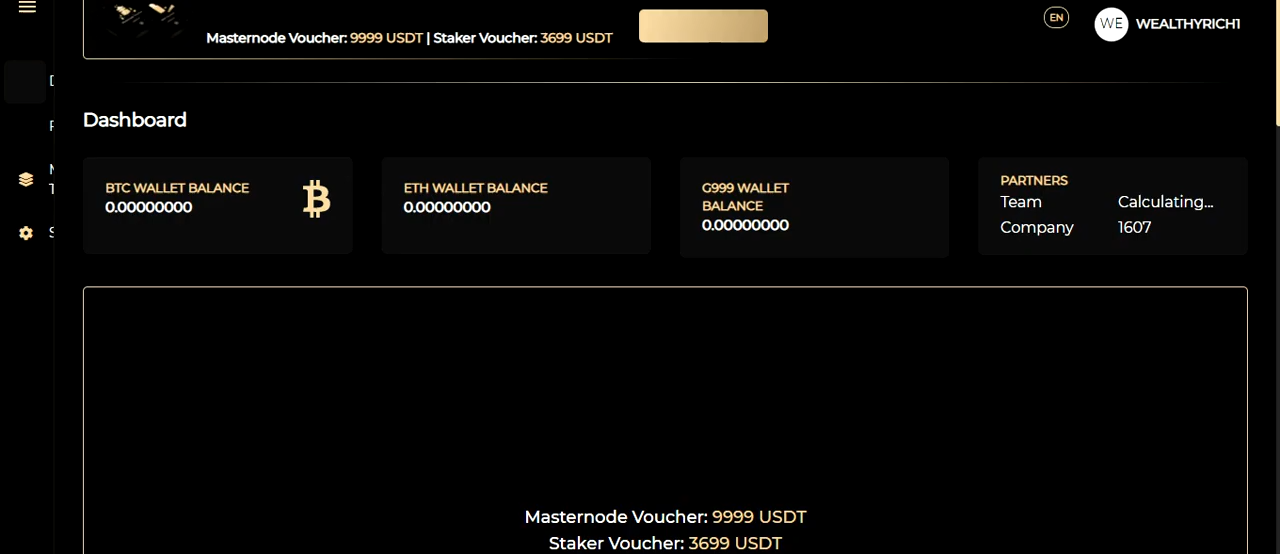 Masternode Voucher: 9999 USDT | Staker Voucher: 3699 USDT
EN
WE WEALTHYRICH1
Dashboard
BTC WALLET BALANCE
0.00000000
ETH WALLET BALANCE
0.00000000
G999 WALLET
BALANCE
0.00000000
PARTNERS
Team Calculating...
Company 1607
Masternode Voucher: 9999 USDT
Staker Voucher: 3699 USDT